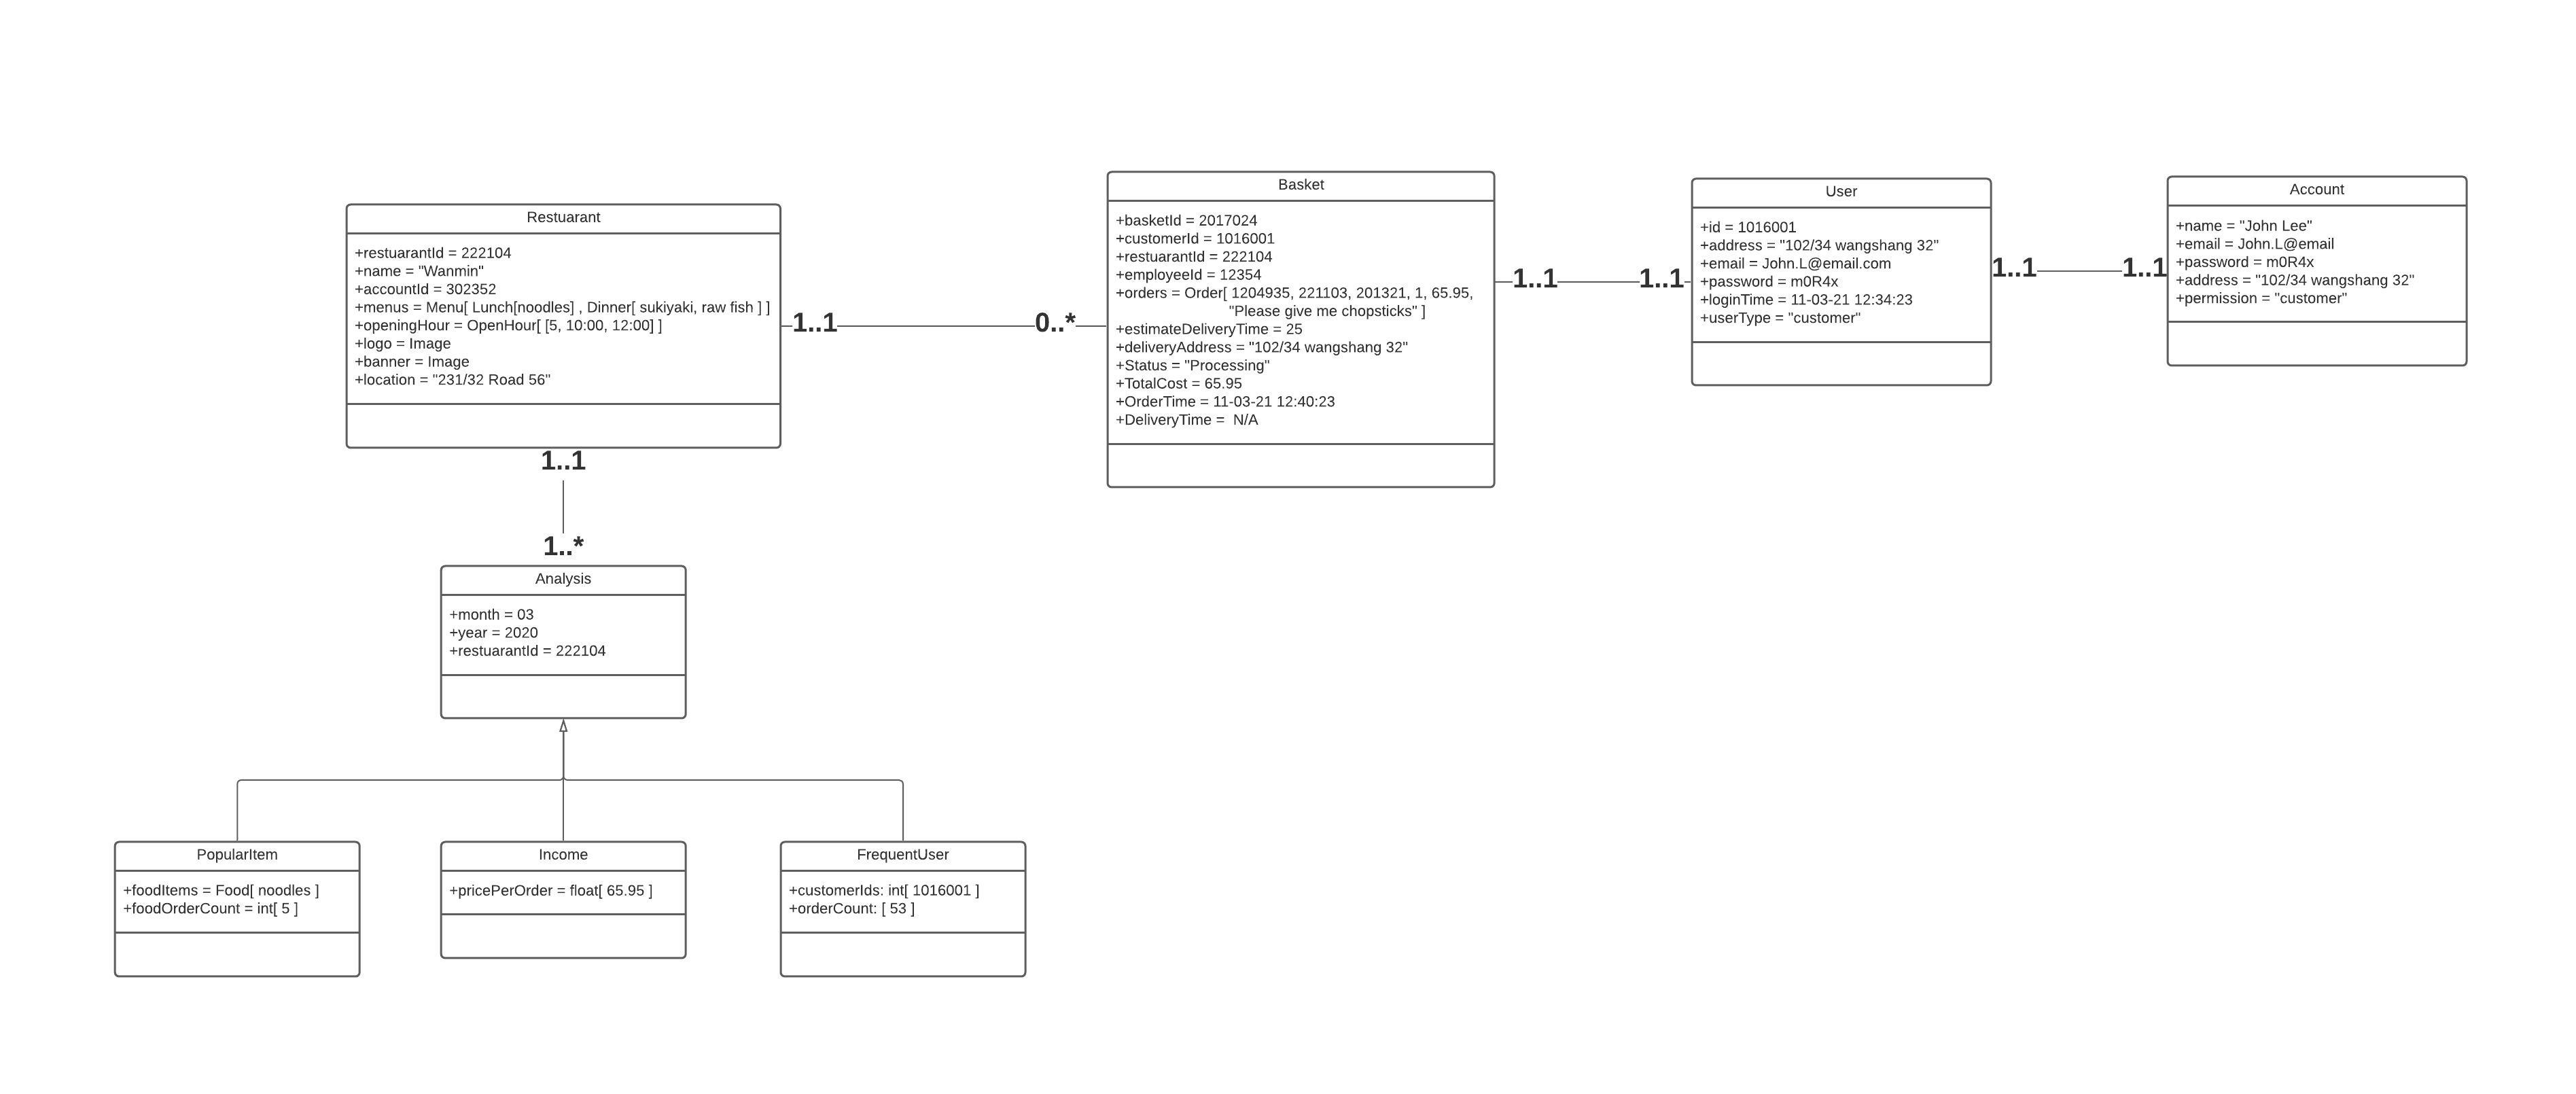 Restuarant
+restuarantId = 222104
+name = "Wanmin"
+accountId = 302352
+menus = Menu[ Lunch[noodles] , Dinner[ sukiyaki, raw fish ] ]
+openingHour = OpenHour[ [5, 10:00, 12:00] ]
+logo = Image
+banner = Image
+location = "231/32 Road 56"
1..1
0..*
Basket
+basketId = 2017024
+customerId = 1016001
+restuarantId = 222104
+employeeId = 12354
+orders = Order[ 1204935, 221103, 201321, 1, 65.95,
"Please give me chopsticks" ]
+estimateDeliveryTime = 25
+deliveryAddress = "102/34 wangshang 32"
+Status = "Processing"
+TotalCost = 65.95
+OrderTime = 11-03-21 12:40:23
+DeliveryTime =  N/A
1..1
1..1
User
+id = 1016001
+address = "102/34 wangshang 32"
+email = John.L@email.com
+password = m0R4x
+loginTime = 11-03-21 12:34:23
+userType = "customer"
1..1
1..1
Account
+name = "John Lee"
+email = John.L@email
+password = m0R4x
+address = "102/34 wangshang 32"
+permission = "customer"
1..1
1..*
Analysis
+month = 03
+year = 2020
+restuarantId = 222104
PopularItem
+foodItems = Food[ noodles ]
+foodOrderCount = int[ 5 ]
Income
+pricePerOrder = float[ 65.95 ]
FrequentUser
+customerIds: int[ 1016001 ]
+orderCount: [ 53 ]